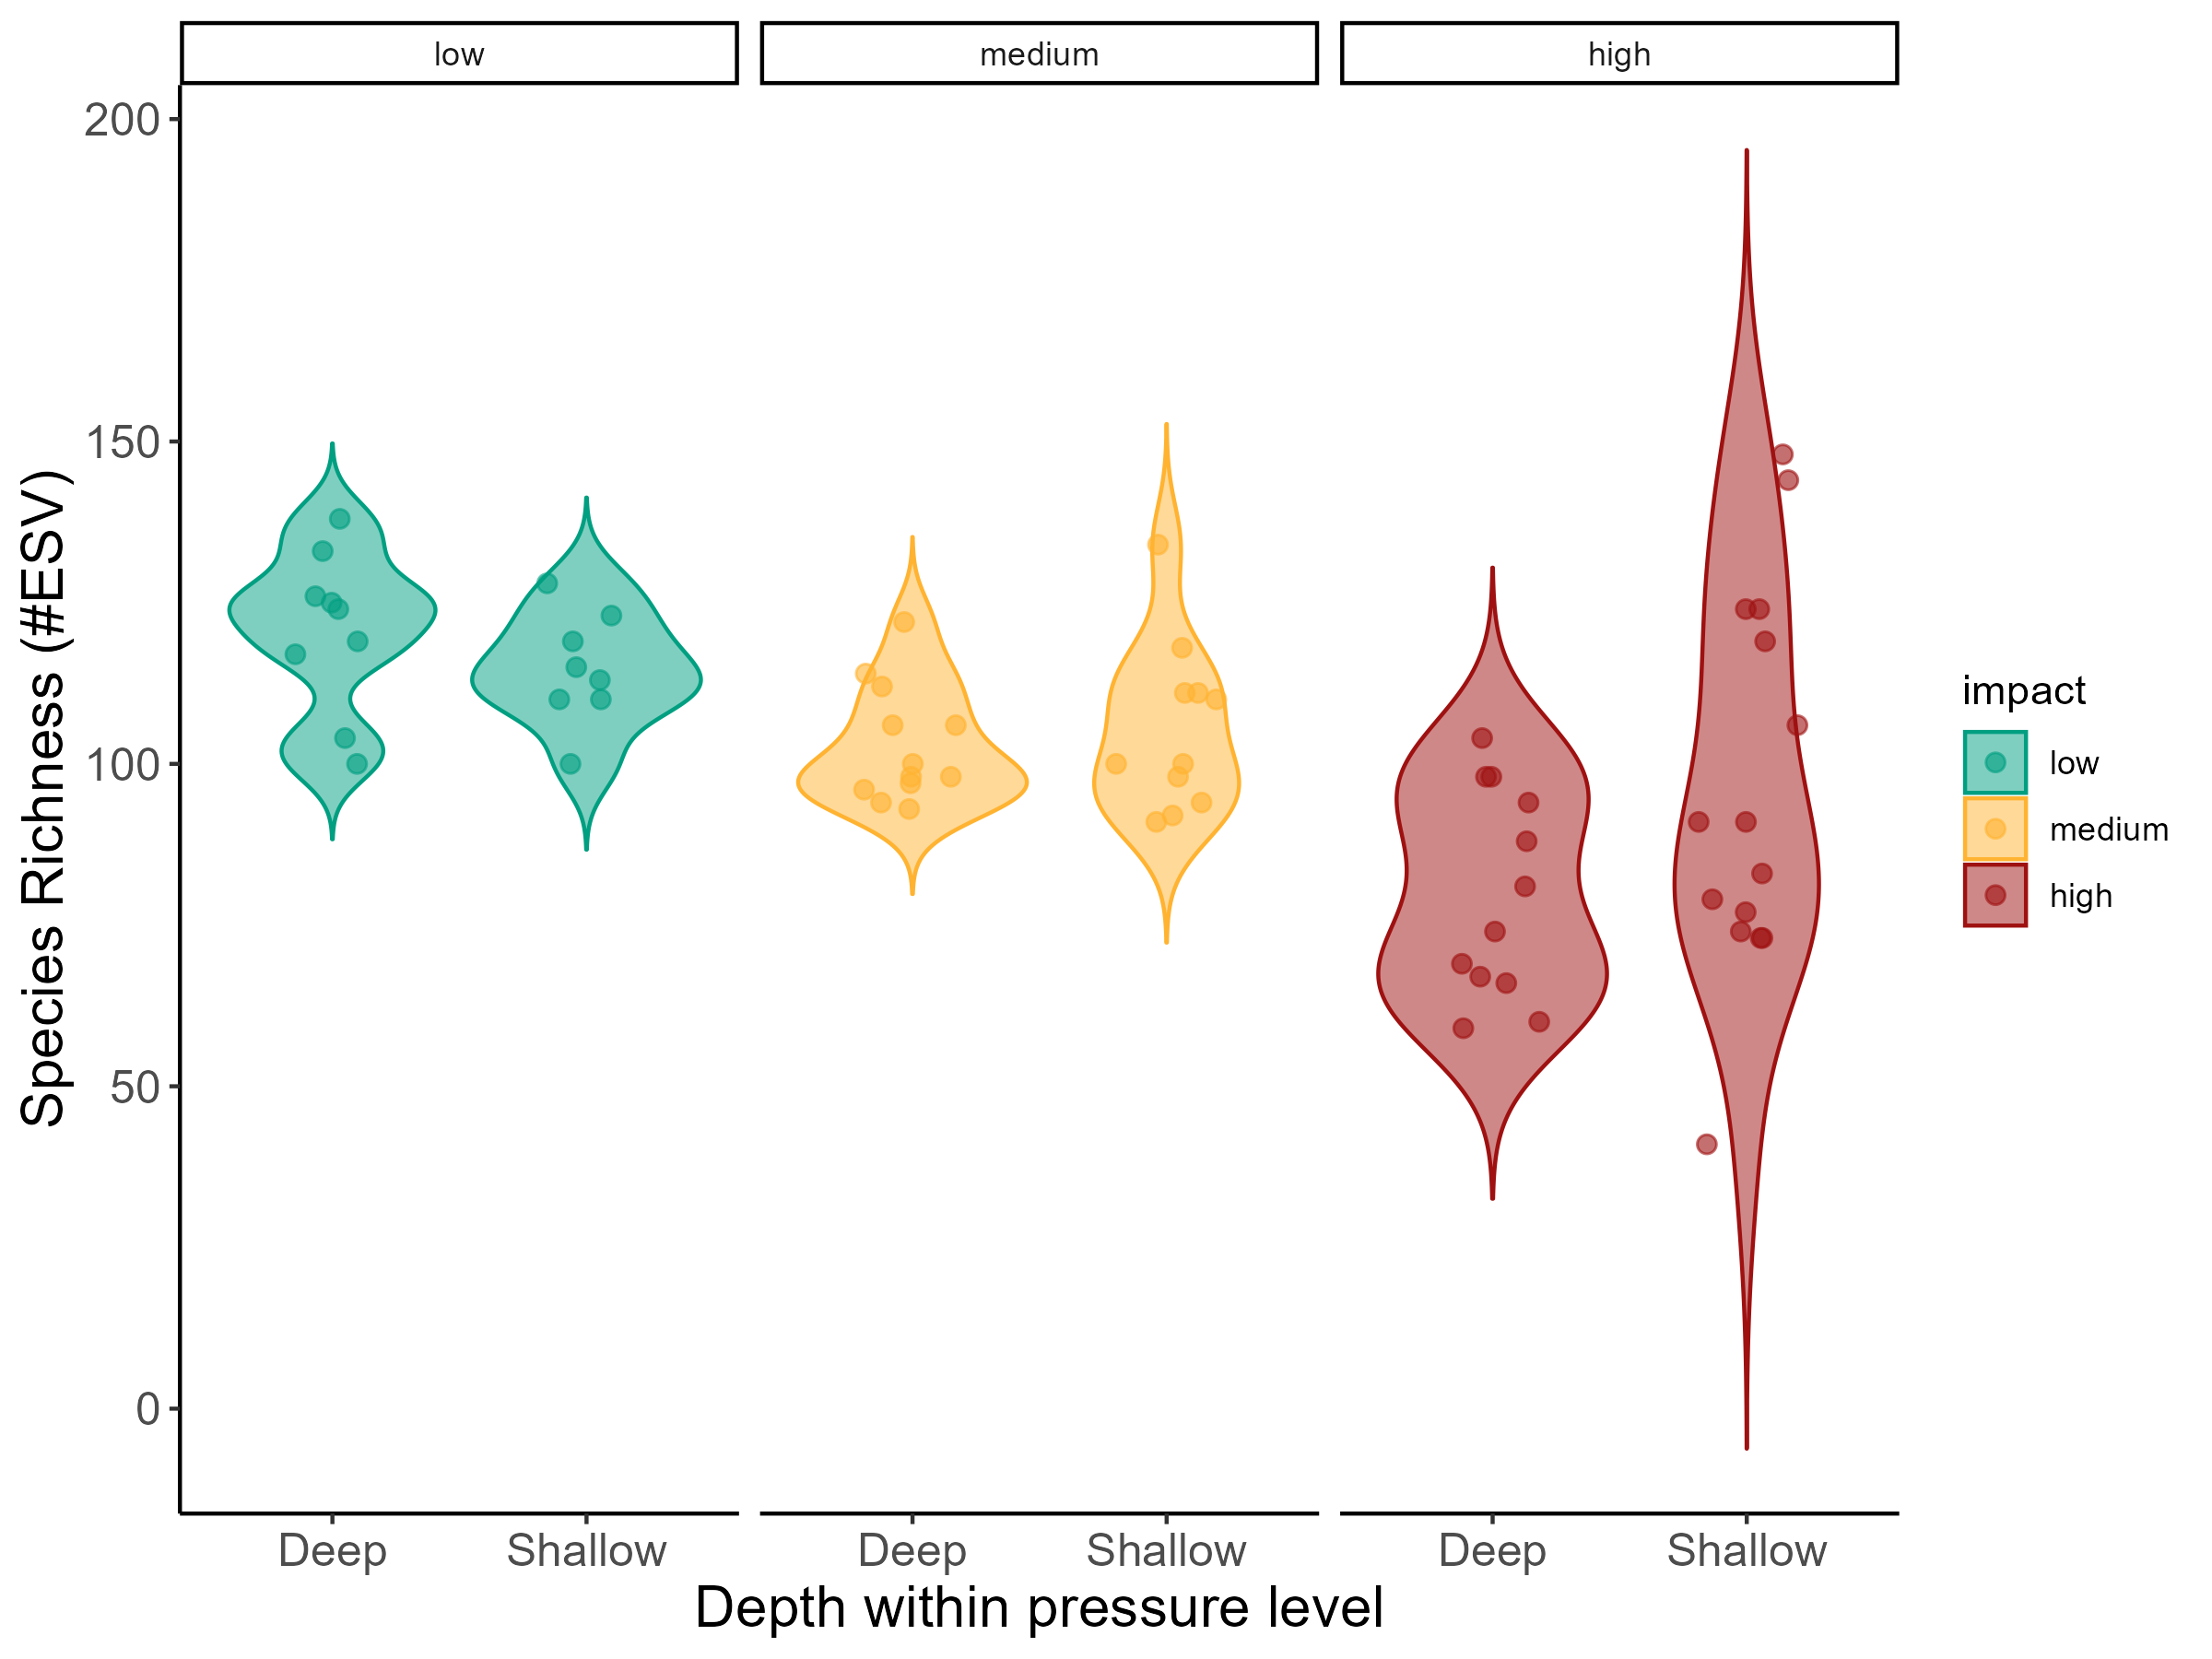 low
medium
high
200
150
100
50
0
Species Richness (#ESV)
Deep
Shallow
Deep
Shallow
Deep
Shallow
Depth within pressure level
impact
low
medium
high